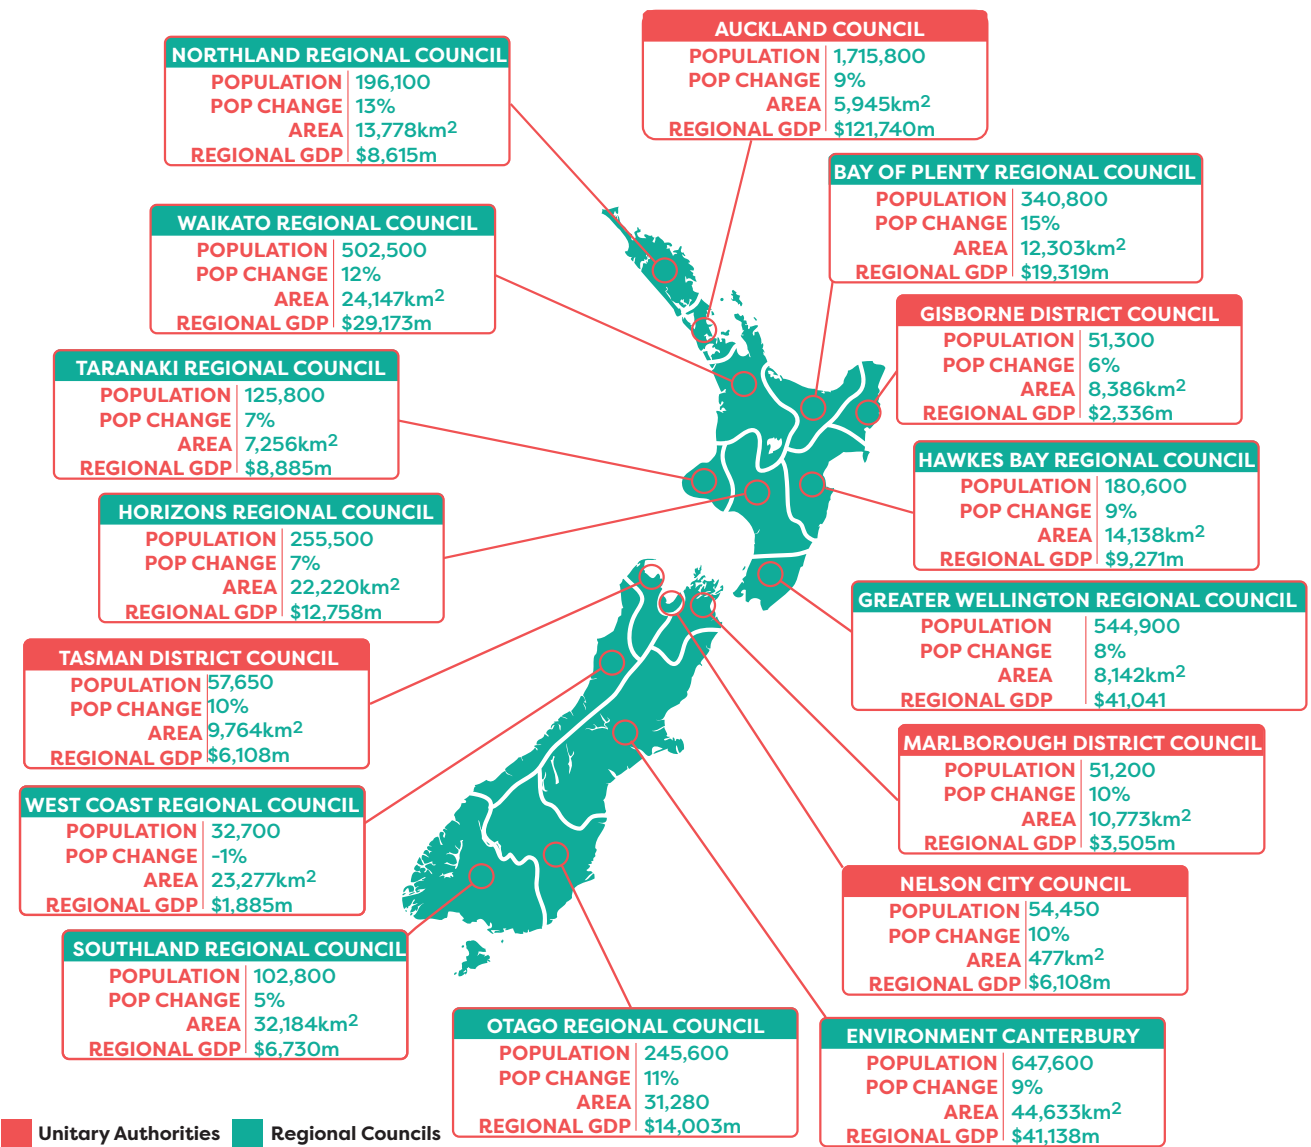 AUCKLAND COUNCIL
POPULATION 1,715,800
POP CHANGE 9%
AREA 5,945km²
REGIONAL GDP $121,740m
NORTHLAND REGIONAL COUNCIL
POPULATION 196,100
POP CHANGE 13%
AREA 13,778km²
REGIONAL GDP $8,615m
BAY OF PLENTY REGIONAL COUNCIL
POPULATION 340,800
POP CHANGE 15%
AREA 12,303km²
REGIONAL GDP $19,319m
WAIKATO REGIONAL COUNCIL
POPULATION 502,500
POP CHANGE 12%
AREA 24,147km²
REGIONAL GDP $29,173m
GISBORNE DISTRICT COUNCIL
POPULATION 51,300
POP CHANGE 6%
AREA 8,386km²
REGIONAL GDP $2,336m
TARANAKI REGIONAL COUNCIL
POPULATION 125,800
POP CHANGE 7%
AREA 7,256km²
REGIONAL GDP $8,885m
HAWKES BAY REGIONAL COUNCIL
POPULATION 180,600
POP CHANGE 9%
AREA 14,138km²
REGIONAL GDP $9,271m
HORIZONS REGIONAL COUNCIL
POPULATION 255,500
POP CHANGE 7%
AREA 22,220km²
REGIONAL GDP $12,758m
GREATER WELLINGTON REGIONAL COUNCIL
POPULATION 544,900
POP CHANGE 8%
AREA 8,142km²
REGIONAL GDP $41,041
TASMAN DISTRICT COUNCIL
POPULATION 57,650
POP CHANGE 10%
AREA 9,764km²
REGIONAL GDP $6,108m
MARLBOROUGH DISTRICT COUNCIL
POPULATION 51,200
POP CHANGE 10%
AREA 10,773km²
REGIONAL GDP $3,505m
WEST COAST REGIONAL COUNCIL
POPULATION 32,700
POP CHANGE -1%
AREA 23,277km²
REGIONAL GDP $1,885m
NELSON CITY COUNCIL
POPULATION 54,450
POP CHANGE 10%
AREA 477km²
REGIONAL GDP $6,108m
SOUTHLAND REGIONAL COUNCIL
POPULATION 102,800
POP CHANGE 5%
AREA 32,184km²
REGIONAL GDP $6,730m
OTAGO REGIONAL COUNCIL
POPULATION 245,600
POP CHANGE 11%
AREA 31,280
REGIONAL GDP $14,003m
ENVIRONMENT CANTERBURY
POPULATION 647,600
POP CHANGE 9%
AREA 44,633km²
REGIONAL GDP $41,138m
Unitary Authorities
Regional Councils